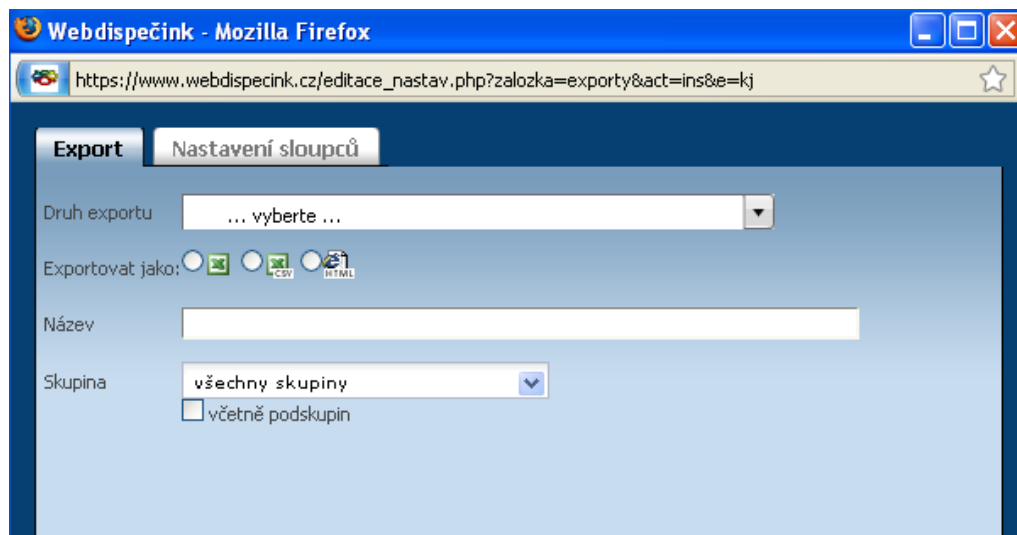 Webdispečink - Mozilla Firefox
https://www.webdispecink.cz/editace_nastav.php?zalozka=exporty&act=ins&e=kj
Export Nastavení sloupců
Druh exportu ... vyberte ...
Exportovat jako: CSV HTML
Název
Skupina všechny skupiny
včetně podskupin